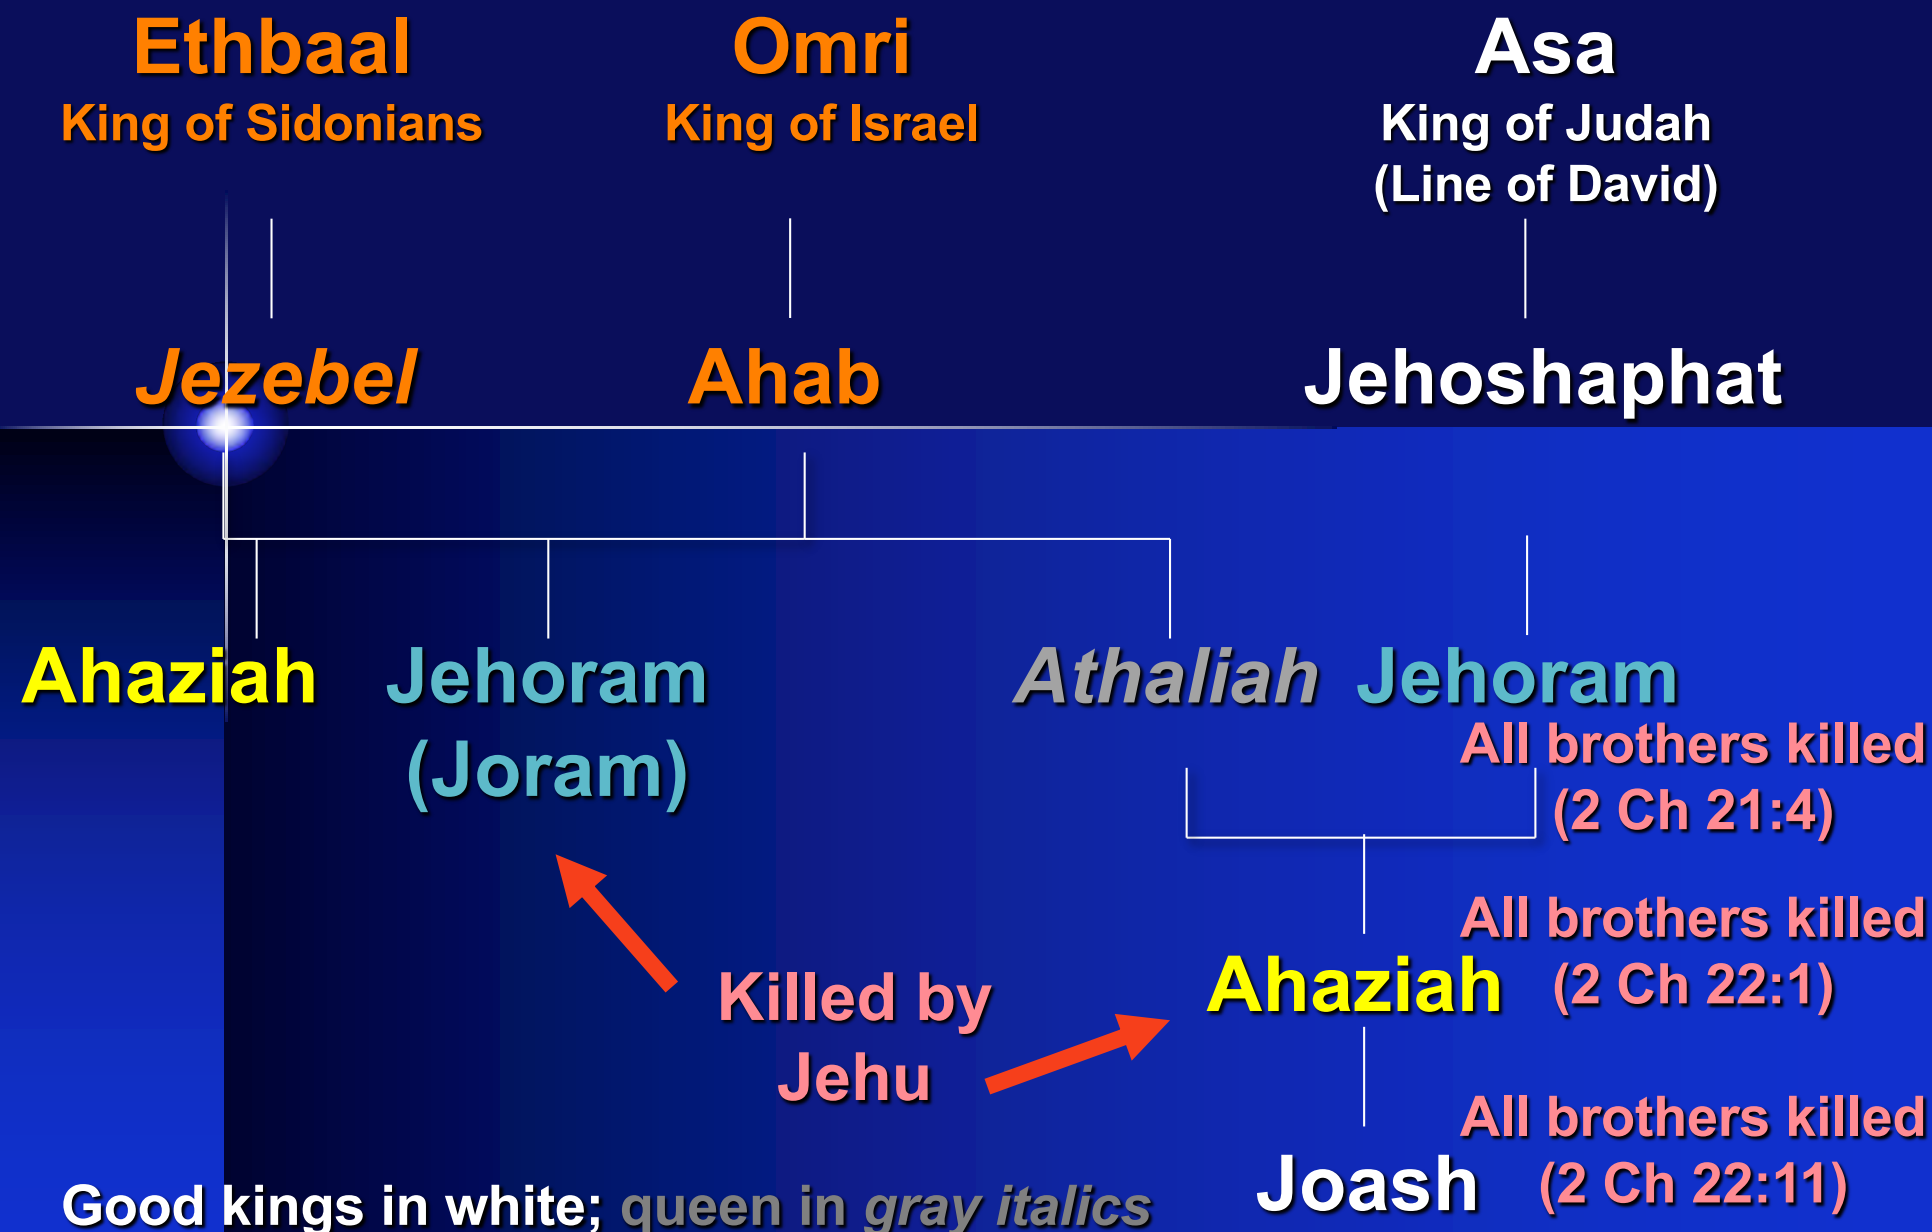 Ethbaal
King of Sidonians
Omri
King of Israel
Asa
King of Judah
(Line of David)
Jezebel
Ahab
Jehoshaphat
Ahaziah
Jehoram
(Joram)
Athaliah
Jehoram
All brothers killed
(2 Ch 21:4)
Killed by
Jehu
Ahaziah
All brothers killed
(2 Ch 22:1)
Joash
All brothers killed
(2 Ch 22:11)
Good kings in white; queen in gray italics